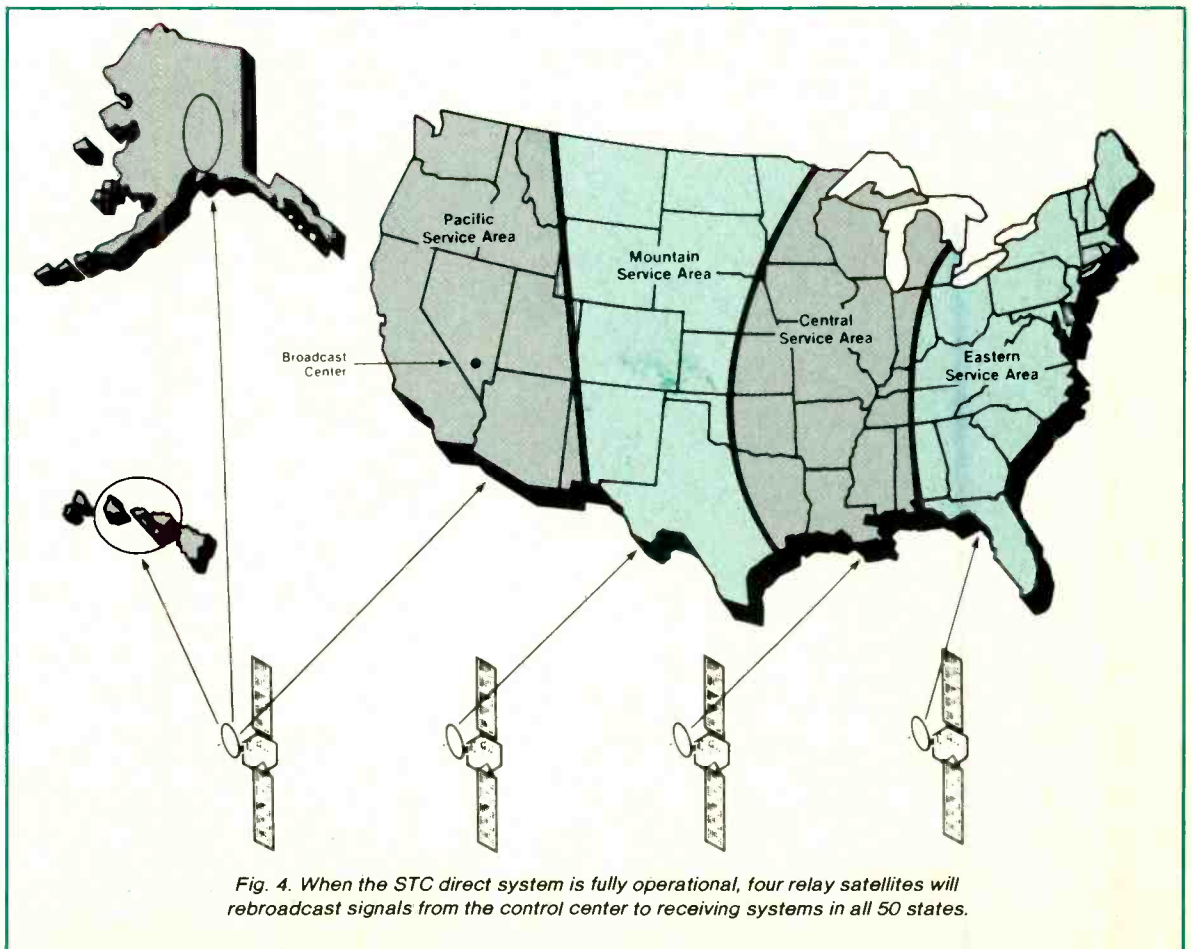 Pacific
Service Area
Mountain
Service Area
Central
Service Area
Eastern
Service Area
Broadcast
Center
Fig. 4. When the STC direct system is fully operational, four relay satellites will
rebroadcast signals from the control center to receiving systems in all 50 states.